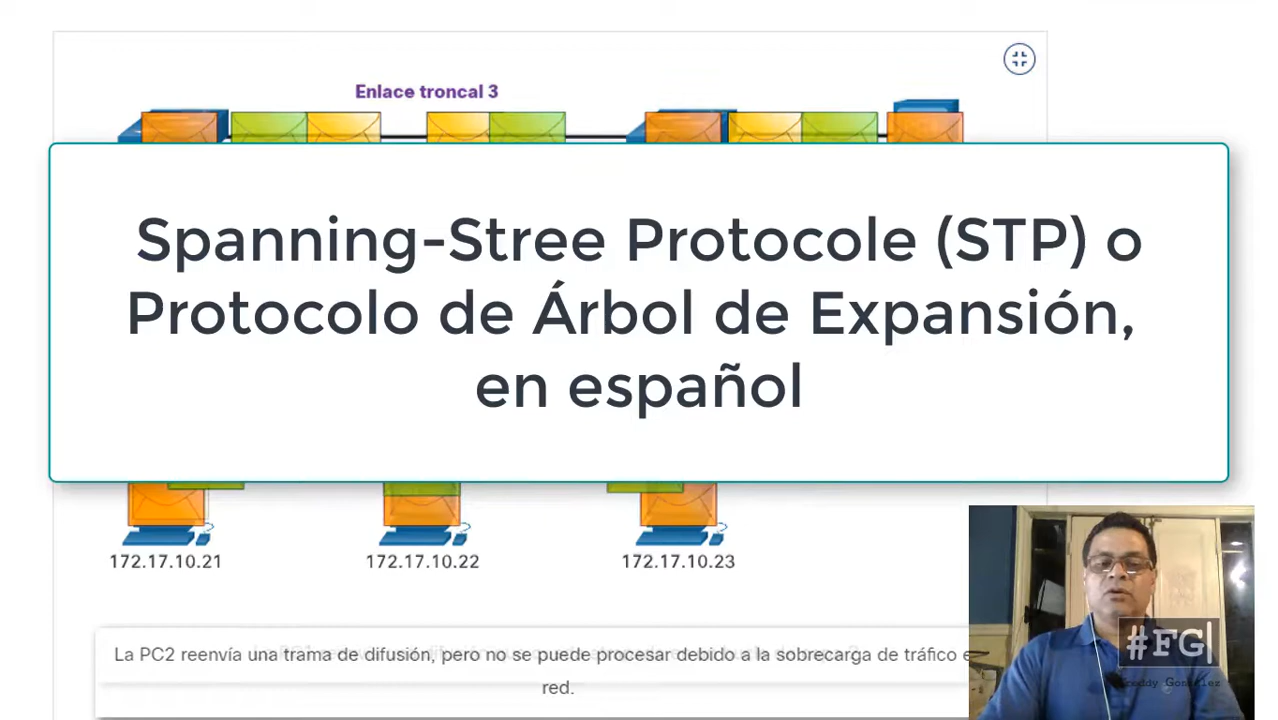 Enlace troncal 3
Spanning-Stree Protocole (STP) o
Protocolo de Árbol de Expansión,
en español
172.17.10.21
172.17.10.22
172.17.10.23
La PC2 reenvía una trama de difusión, pero no se puede procesar debido a la sobrecarga de tráfico e
red.
#FG|
Freddy González